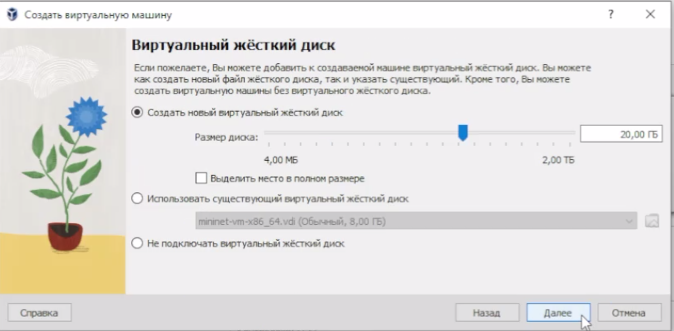 Создать виртуальную машину
Виртуальный жёсткий диск
Если пожелаете, Вы можете добавить к создаваемой машине виртуальный жёсткий диск. Вы можете
как создать новый файл жёсткого диска, так и указать существующий. Кроме того, Вы можете
создать виртуальную машины без виртуального жёсткого диска.
Создать новый виртуальный жёсткий диск
Размер диска:
20,00 ГБ
4,00 МБ
2,00 ТБ
Выделить место в полном размере
Использовать существующий виртуальный жёсткий диск
mininet-vm-x86_64.vdi (Обычный, 8,00 ГБ)
Не подключать виртуальный жёсткий диск
Справка
Назад
Далее
Отмена